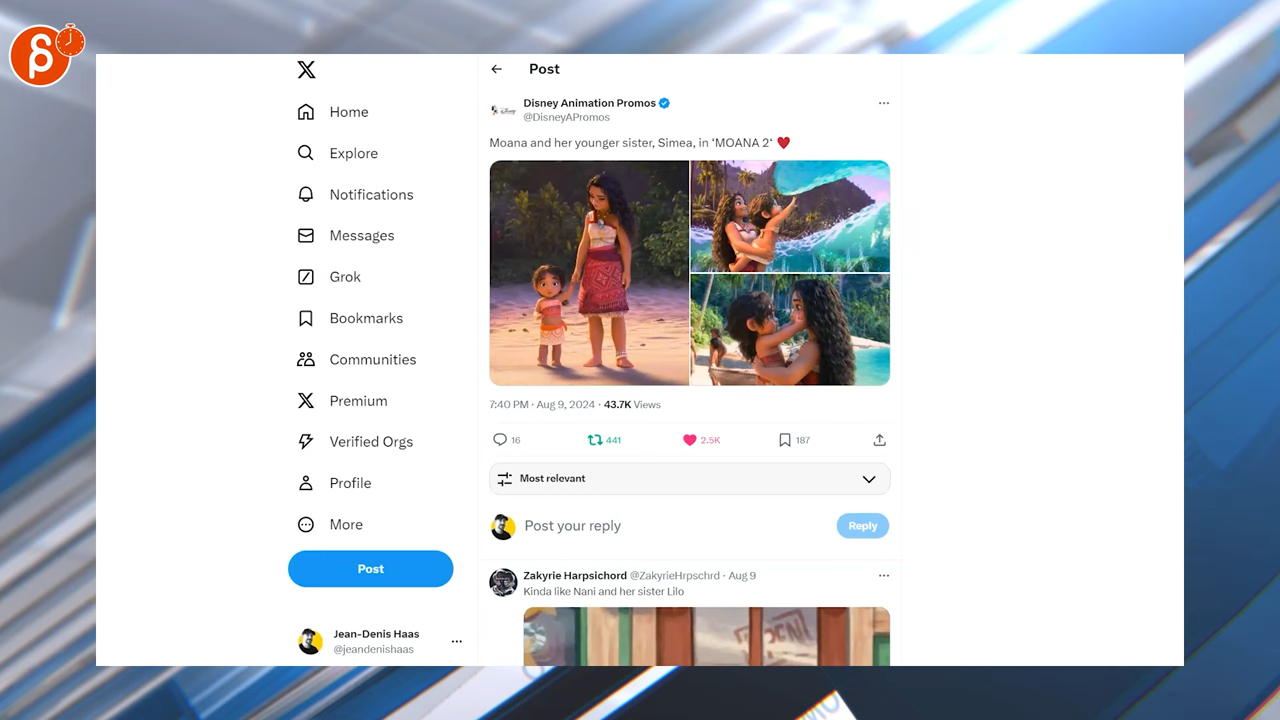 Post
Disney Animation Promos
@DisneyAPromos
Moana and her younger sister, Simea, in ‘MOANA 2‘ ❤️
7:40 PM · Aug 9, 2024 · 43.7K Views
16
441
2.5K
187
Most relevant
Post your reply
Reply
Zakyrie Harpsichord @ZakyrieHrpschrd · Aug 9
Kinda like Nani and her sister Lilo
Home
Explore
Notifications
Messages
Grok
Bookmarks
Communities
Premium
Verified Orgs
Profile
More
Post
Jean-Denis Haas
@jeandenishaas